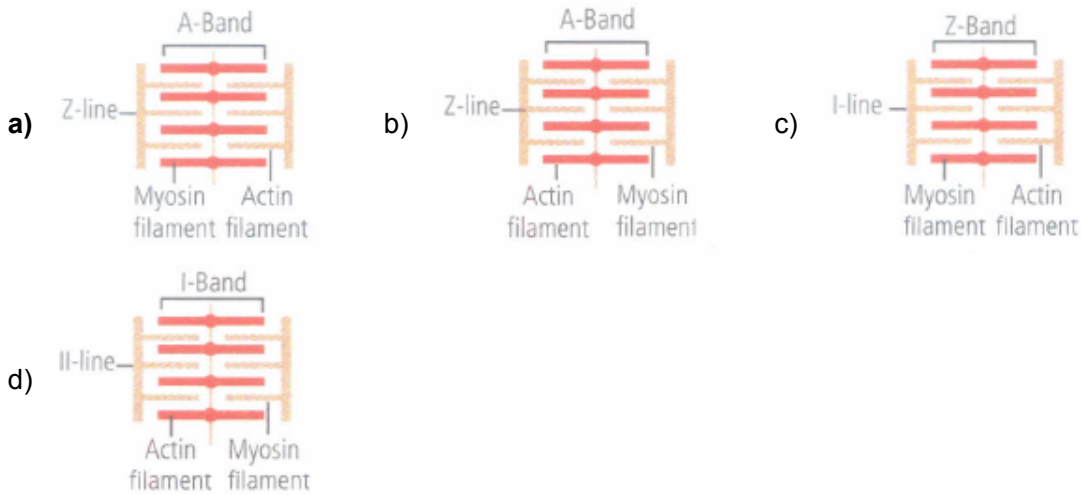 a)
A-Band
Z-line
Myosin filament
Actin filament
b)
A-Band
Z-line
Actin filament
Myosin filament
c)
Z-Band
I-line
Myosin filament
Actin filament
d)
I-Band
II-line
Actin filament
Myosin filament